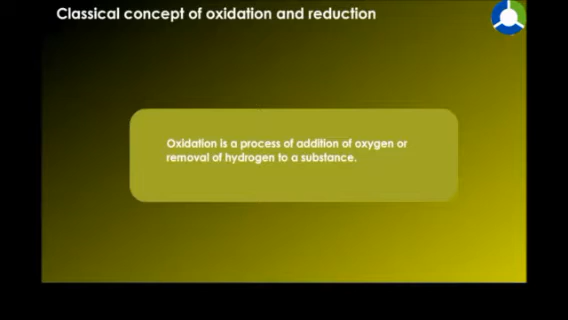 Classical concept of oxidation and reduction
Oxidation is a process of addition of oxygen or
removal of hydrogen to a substance.